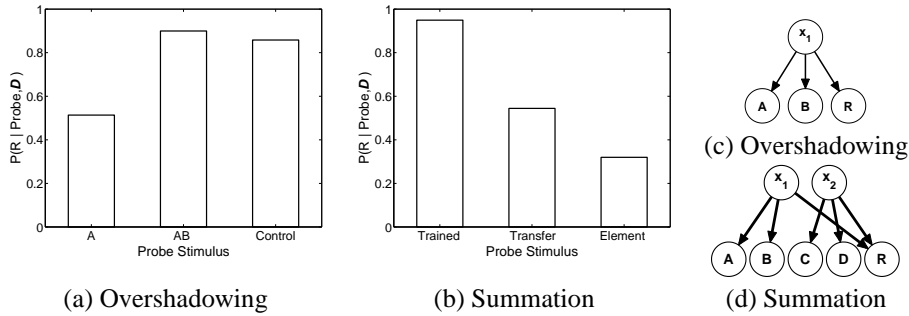 P(R | Probe,D)
1
0.8
0.6
0.4
0.2
0
A AB Control
Probe Stimulus
(a) Overshadowing
P(R | Probe,D)
1
0.8
0.6
0.4
0.2
0
Trained Transfer Element
Probe Stimulus
(b) Summation
x1
A B R
(c) Overshadowing
x1 x2
A B C D R
(d) Summation